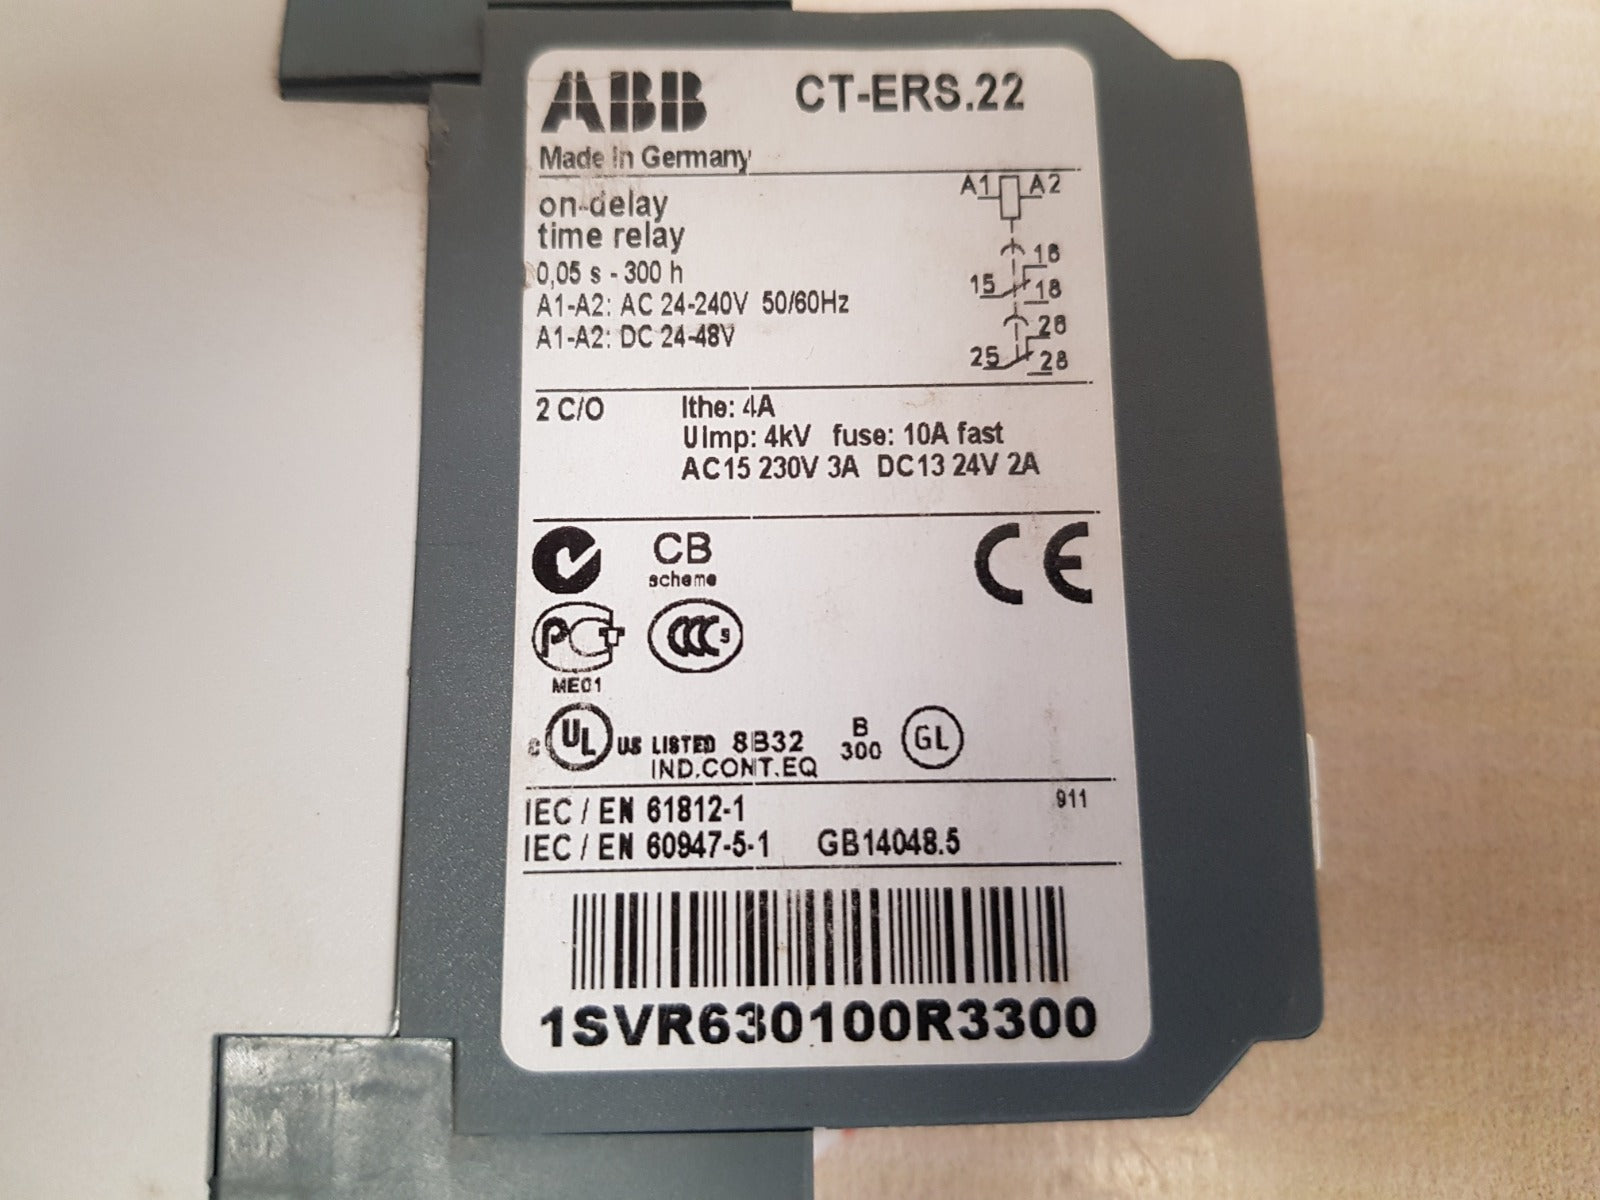 ABB CT-ERS.22
Made in Germany
on-delay
time relay
0,05 s - 300 h
A1-A2: AC 24-240V 50/60Hz
A1-A2: DC 24-48V
A1 A2
16
15 18
26
25 28
2 C/O Ithe: 4A
UImp: 4kV fuse: 10A fast
AC15 230V 3A DC13 24V 2A
CB
scheme
CE
PCT
CCC S
ME01
c UL US LISTED 8B32 B
300 GL
IND.CONT.EQ
IEC / EN 61812-1 911
IEC / EN 60947-5-1 GB14048.5
1SVR630100R3300